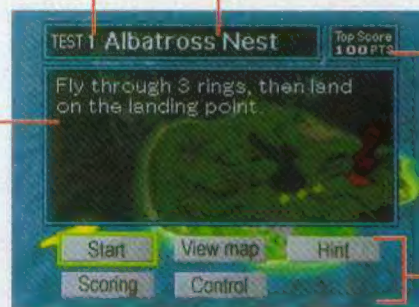 TEST 1 Albatross Nest
Top Score
100 PTS
Fly through 3 rings, then land
on the landing point.
Start View map Hint
Scoring Control